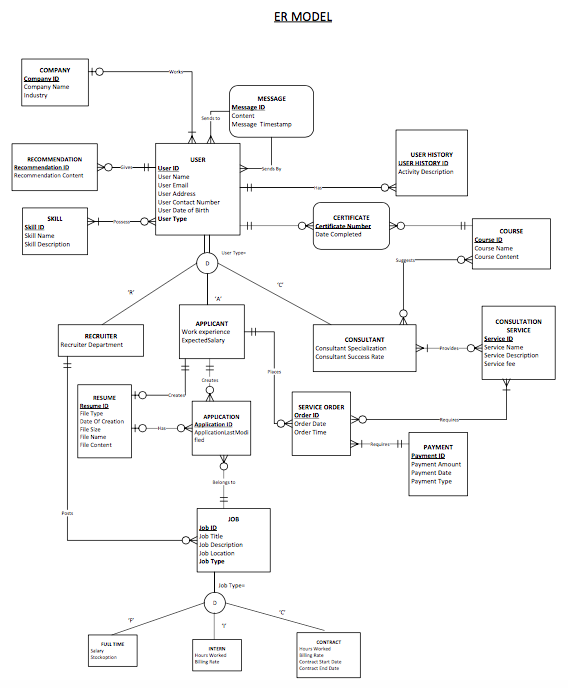 ER MODEL
COMPANY
Company ID
Company Name
Industry
Works
MESSAGE
Message ID
Content
Message Timestamp
Sends to
Sends By
RECOMMENDATION
Recommendation ID
Recommendation Content
Gives
USER
User ID
User Name
User Email
User Address
User Contact Number
User Date of Birth
User Type
USER HISTORY
USER HISTORY ID
Activity Description
Has
SKILL
Skill ID
Skill Name
Skill Description
Possess
CERTIFICATE
Certificate Number
Date Completed
COURSE
Course ID
Course Name
Course Content
Suggests
User Type=
D
'R'
'A'
'C'
RECRUITER
Recruiter Department
APPLICANT
Work experience
ExpectedSalary
CONSULTANT
Consultant Specialization
Consultant Success Rate
Provides
CONSULTATION
SERVICE
Service ID
Service Name
Service Description
Service fee
Places
Creates
Creates
RESUME
Resume ID
File Type
Date Of Creation
File Size
File Name
File Content
Has
APPLICATION
Application ID
ApplicationLastModi
fied
SERVICE ORDER
Order ID
Order Date
Order Time
Requires
Requires
PAYMENT
Payment ID
Payment Amount
Payment Date
Payment Type
Belongs to
Posts
JOB
Job ID
Job Title
Job Description
Job Location
Job Type
Job Type=
D
'F'
'I'
'C'
FULL TIME
Salary
Stockoption
INTERN
Hours Worked
Billing Rate
CONTRACT
Hours Worked
Billing Rate
Contract Start Date
Contract End Date